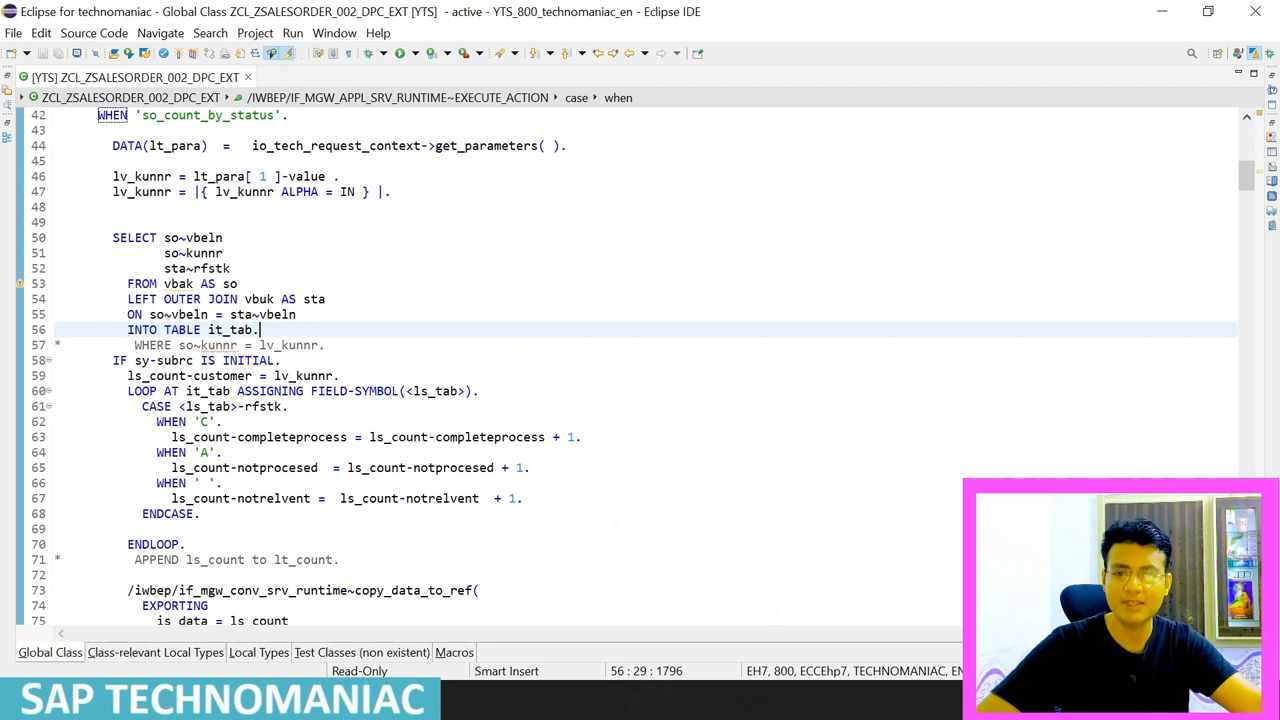 Eclipse for technomaniac - Global Class ZCL_ZSALESORDER_002_DPC_EXT [YTS] - active - YTS_800_technomaniac_en - Eclipse IDE
File Edit Source Code Navigate Search Project Run Window Help
[YTS] ZCL_ZSALESORDER_002_DPC_EXT
ZCL_ZSALESORDER_002_DPC_EXT /IWBEP/IF_MGW_APPL_SRV_RUNTIME~EXECUTE_ACTION case when
42 WHEN 'so_count_by_status'.
43
44 DATA(lt_para) = io_tech_request_context->get_parameters( ).
45
46 lv_kunnr = lt_para[ 1 ]-value .
47 lv_kunnr = |{ lv_kunnr ALPHA = IN } |.
48
49
50 SELECT so~vbeln
51 so~kunnr
52 sta~rfstk
53 FROM vbak AS so
54 LEFT OUTER JOIN vbuk AS sta
55 ON so~vbeln = sta~vbeln
56 INTO TABLE it_tab.
57 * WHERE so~kunnr = lv_kunnr.
58 IF sy-subrc IS INITIAL.
59 ls_count-customer = lv_kunnr.
60 LOOP AT it_tab ASSIGNING FIELD-SYMBOL(<ls_tab>).
61 CASE <ls_tab>-rfstk.
62 WHEN 'C'.
63 ls_count-completeprocess = ls_count-completeprocess + 1.
64 WHEN 'A'.
65 ls_count-notprocesed = ls_count-notprocesed + 1.
66 WHEN ' '.
67 ls_count-notrelvent = ls_count-notrelvent + 1.
68 ENDCASE.
69
70 ENDLOOP.
71 * APPEND ls_count to lt_count.
72
73 /iwbep/if_mgw_conv_srv_runtime~copy_data_to_ref(
74 EXPORTING
75 is_data = ls_count
Global Class Class-relevant Local Types Local Types Test Classes (non existent) Macros
Read-Only Smart Insert 56 : 29 : 1796 EH7, 800, ECCEhp7, TECHNOMANIAC, EN
SAP TECHNOMANIAC